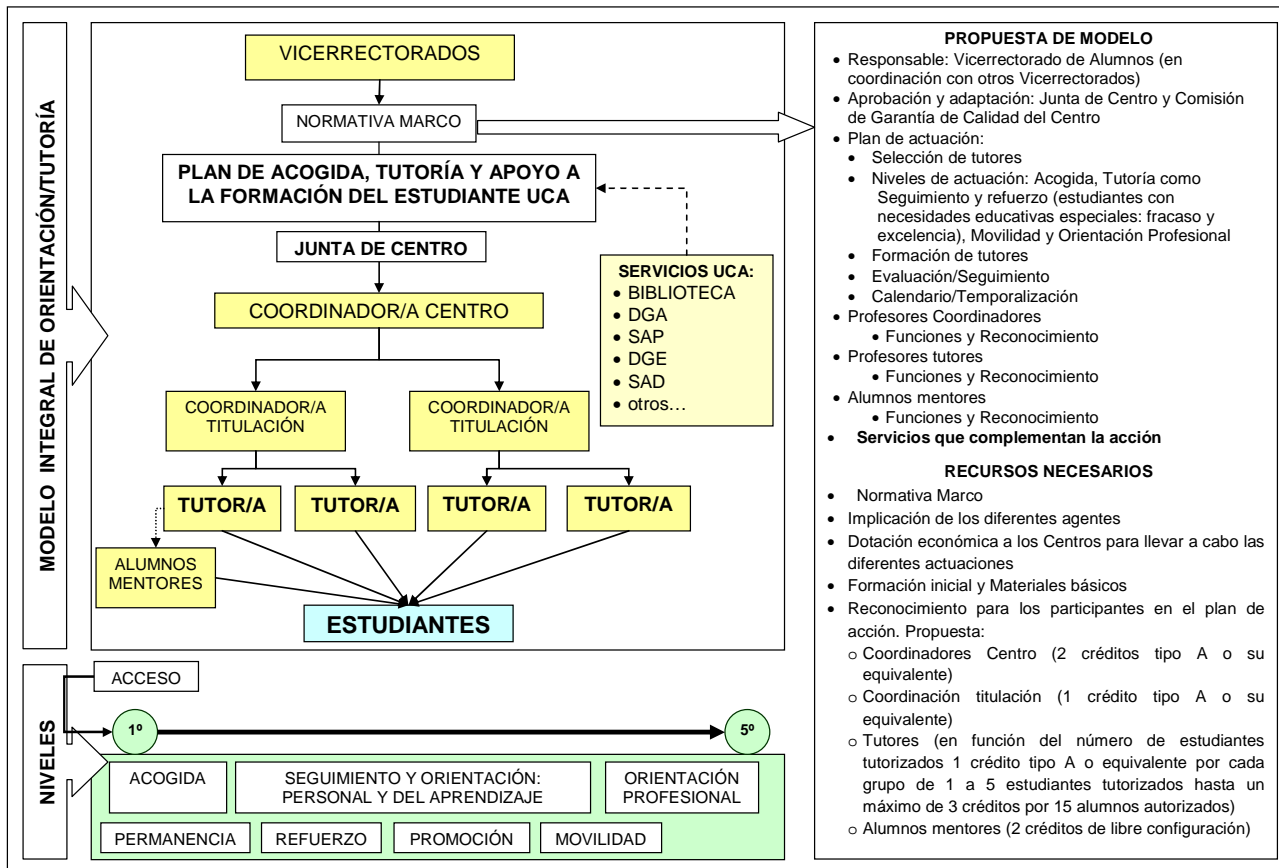 MODELO INTEGRAL DE ORIENTACIÓN/TUTORÍA
VICERRECTORADOS
NORMATIVA MARCO
PLAN DE ACOGIDA, TUTORÍA Y APOYO A
LA FORMACIÓN DEL ESTUDIANTE UCA
JUNTA DE CENTRO
COORDINADOR/A CENTRO
SERVICIOS UCA:
• BIBLIOTECA
• DGA
• SAP
• DGE
• SAD
• otros…
COORDINADOR/A
TITULACIÓN
COORDINADOR/A
TITULACIÓN
TUTOR/A
TUTOR/A
TUTOR/A
TUTOR/A
ALUMNOS
MENTORES
ESTUDIANTES
NIVELES
ACCESO
1º
5º
ACOGIDA
SEGUIMIENTO Y ORIENTACIÓN:
PERSONAL Y DEL APRENDIZAJE
ORIENTACIÓN
PROFESIONAL
PERMANENCIA
REFUERZO
PROMOCIÓN
MOVILIDAD
PROPUESTA DE MODELO
• Responsable: Vicerrectorado de Alumnos (en
coordinación con otros Vicerrectorados)
• Aprobación y adaptación: Junta de Centro y Comisión
de Garantía de Calidad del Centro
• Plan de actuación:
• Selección de tutores
• Niveles de actuación: Acogida, Tutoría como
Seguimiento y refuerzo (estudiantes con
necesidades educativas especiales: fracaso y
excelencia), Movilidad y Orientación Profesional
• Formación de tutores
• Evaluación/Seguimiento
• Calendario/Temporalización
• Profesores Coordinadores
• Funciones y Reconocimiento
• Profesores tutores
• Funciones y Reconocimiento
• Alumnos mentores
• Funciones y Reconocimiento
• Servicios que complementan la acción
RECURSOS NECESARIOS
• Normativa Marco
• Implicación de los diferentes agentes
• Dotación económica a los Centros para llevar a cabo las
diferentes actuaciones
• Formación inicial y Materiales básicos
• Reconocimiento para los participantes en el plan de
acción. Propuesta:
o Coordinadores Centro (2 créditos tipo A o su
equivalente)
o Coordinación titulación (1 crédito tipo A o su
equivalente)
o Tutores (en función del número de estudiantes
tutorizados 1 crédito tipo A o equivalente por cada
grupo de 1 a 5 estudiantes tutorizados hasta un
máximo de 3 créditos por 15 alumnos autorizados)
o Alumnos mentores (2 créditos de libre configuración)